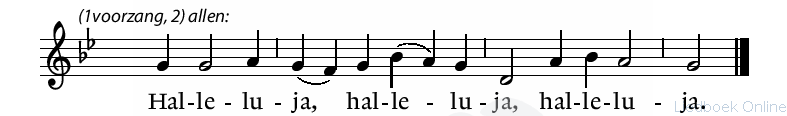 (1voorzang, 2) allen:
Hal-le - lu - ja, hal-le - lu - ja, hal-le-lu - ja.
Liedboek Online